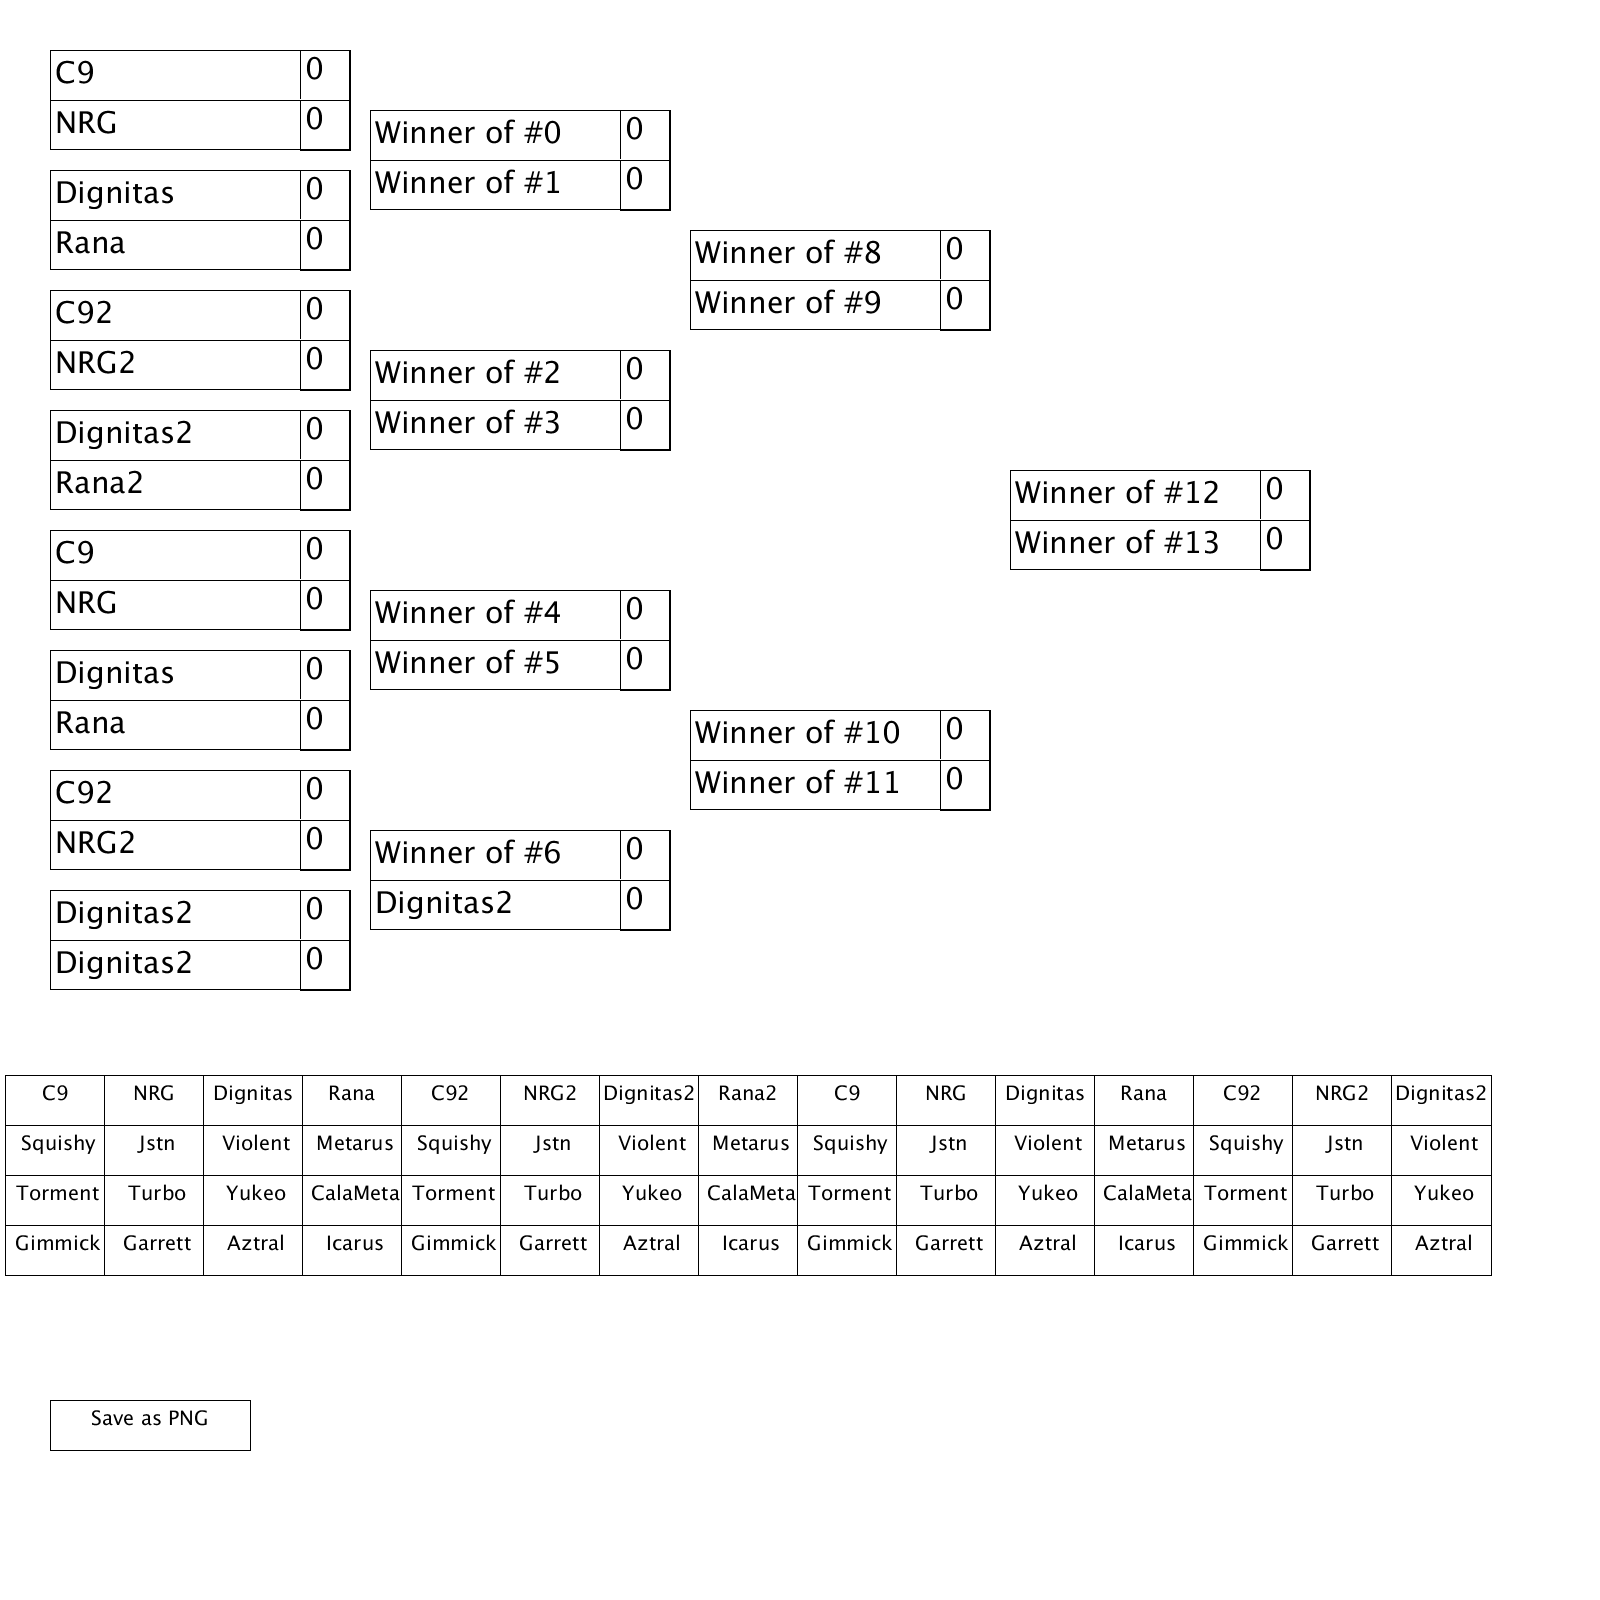 C9 0
NRG 0
Winner of #0 0
Winner of #1 0
Dignitas 0
Rana 0
Winner of #8 0
Winner of #9 0
C92 0
NRG2 0
Winner of #2 0
Winner of #3 0
Dignitas2 0
Rana2 0
Winner of #12 0
Winner of #13 0
C9 0
NRG 0
Winner of #4 0
Winner of #5 0
Dignitas 0
Rana 0
Winner of #10 0
Winner of #11 0
C92 0
NRG2 0
Winner of #6 0
Dignitas2 0
Dignitas2 0
Dignitas2 0
C9 NRG Dignitas Rana C92 NRG2 Dignitas2 Rana2 C9 NRG Dignitas Rana C92 NRG2 Dignitas2
Squishy Jstn Violent Metarus Squishy Jstn Violent Metarus Squishy Jstn Violent Metarus Squishy Jstn Violent
Torment Turbo Yukeo CalaMeta Torment Turbo Yukeo CalaMeta Torment Turbo Yukeo CalaMeta Torment Turbo Yukeo
Gimmick Garrett Aztral Icarus Gimmick Garrett Aztral Icarus Gimmick Garrett Aztral Icarus Gimmick Garrett Aztral
Save as PNG